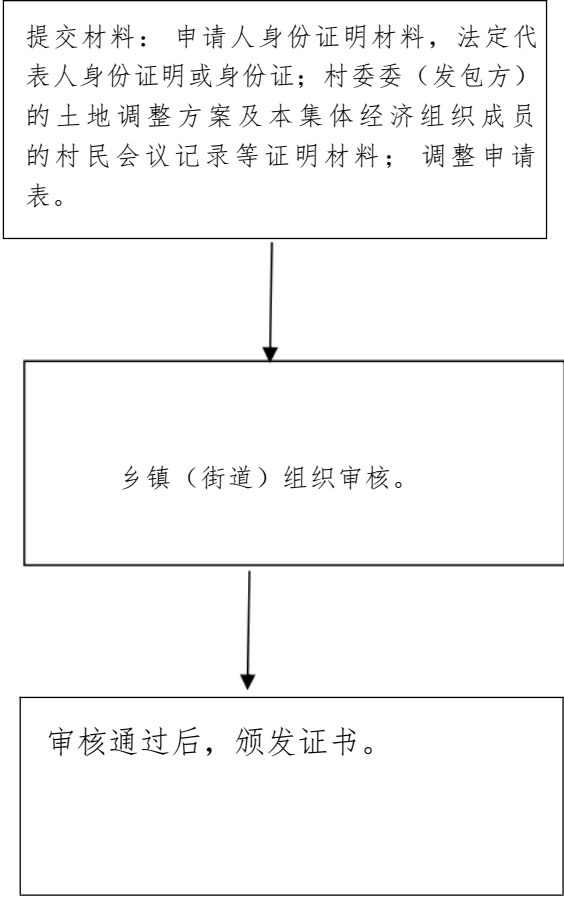 提交材料： 申请人身份证明材料，法定代
表人身份证明或身份证；村委委（发包方）
的土地调整方案及本集体经济组织成员
的村民会议记录等证明材料； 调整申请
表。
乡镇（街道）组织审核。
审核通过后，颁发证书。